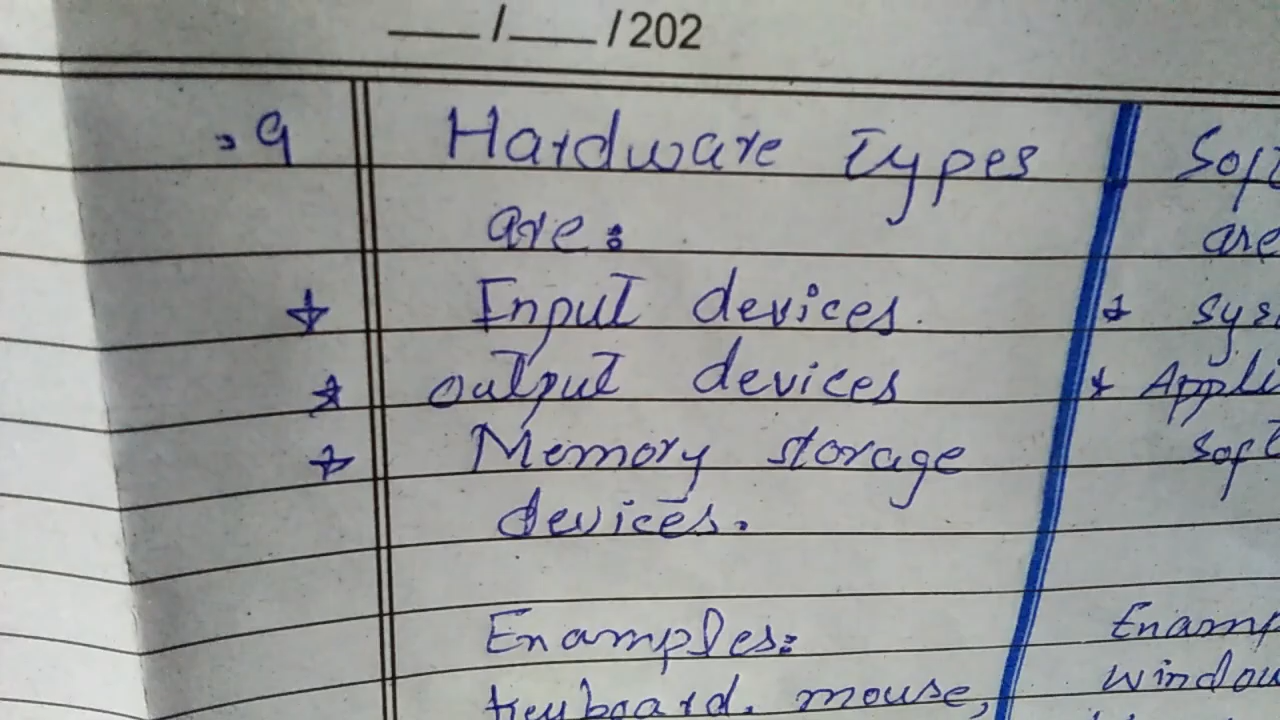 __/__/202
.9 Hardware Types Soft
are: are
* Input devices. * Sys
* output devices * Appli
* Memory storage Soft
devices.
Examples: Examp
Keyboard. mouse, Window